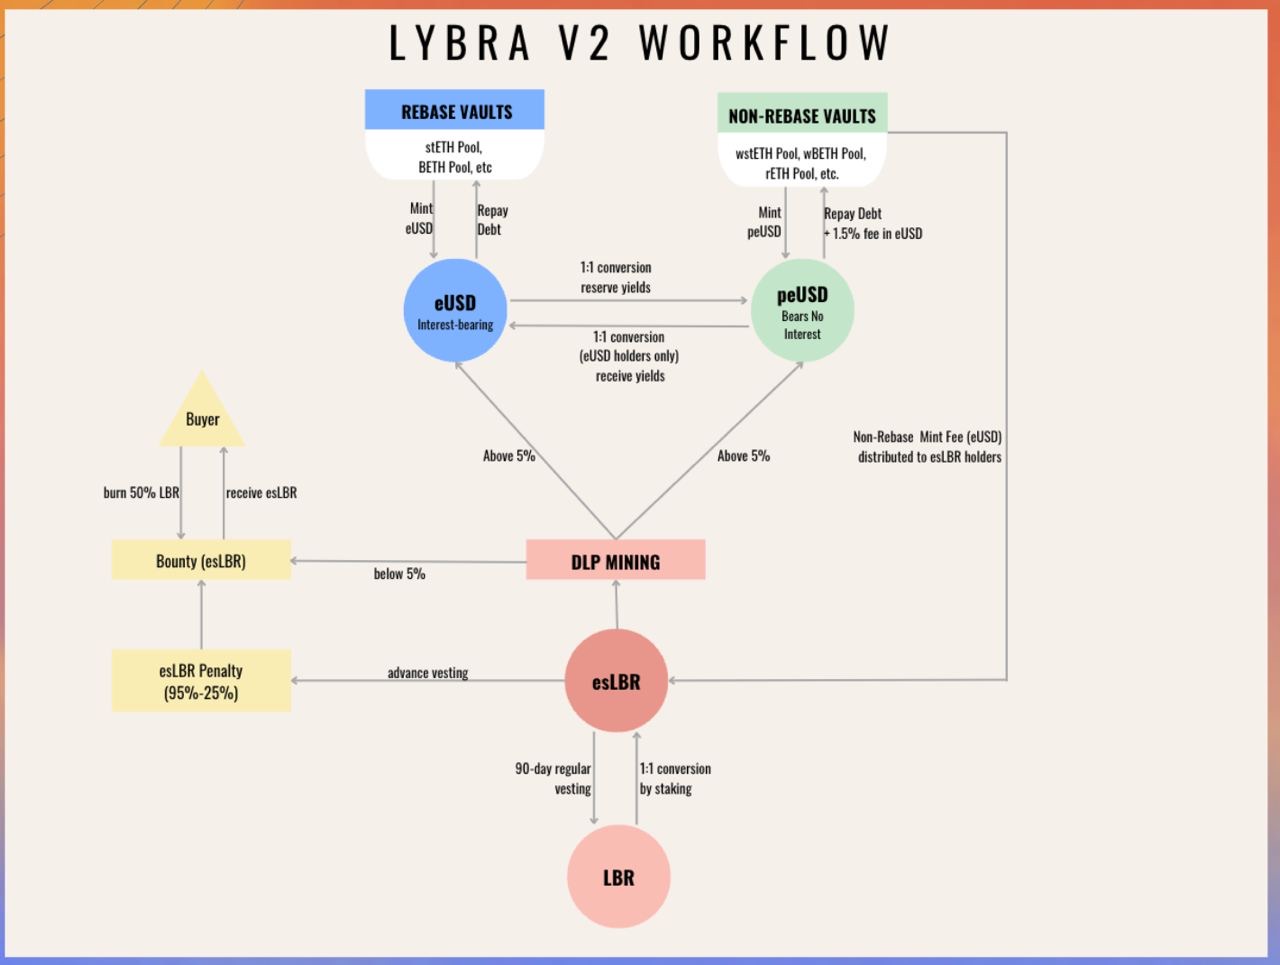 LYBRA V2 WORKFLOW
REBASE VAULTS
stETH Pool,
BETH Pool, etc
NON-REBASE VAULTS
wstETH Pool, wBETH Pool,
rETH Pool, etc.
Mint
eUSD
Repay
Debt
Mint
peUSD
Repay Debt
+ 1.5% fee in eUSD
eUSD
Interest-bearing
1:1 conversion
reserve yields
1:1 conversion
(eUSD holders only)
receive yields
peUSD
Bears No
Interest
Buyer
Above 5%
Above 5%
Non-Rebase Mint Fee (eUSD)
distributed to esLBR holders
burn 50% LBR
receive esLBR
Bounty (esLBR)
below 5%
DLP MINING
esLBR Penalty
(95%-25%)
advance vesting
esLBR
90-day regular
vesting
1:1 conversion
by staking
LBR